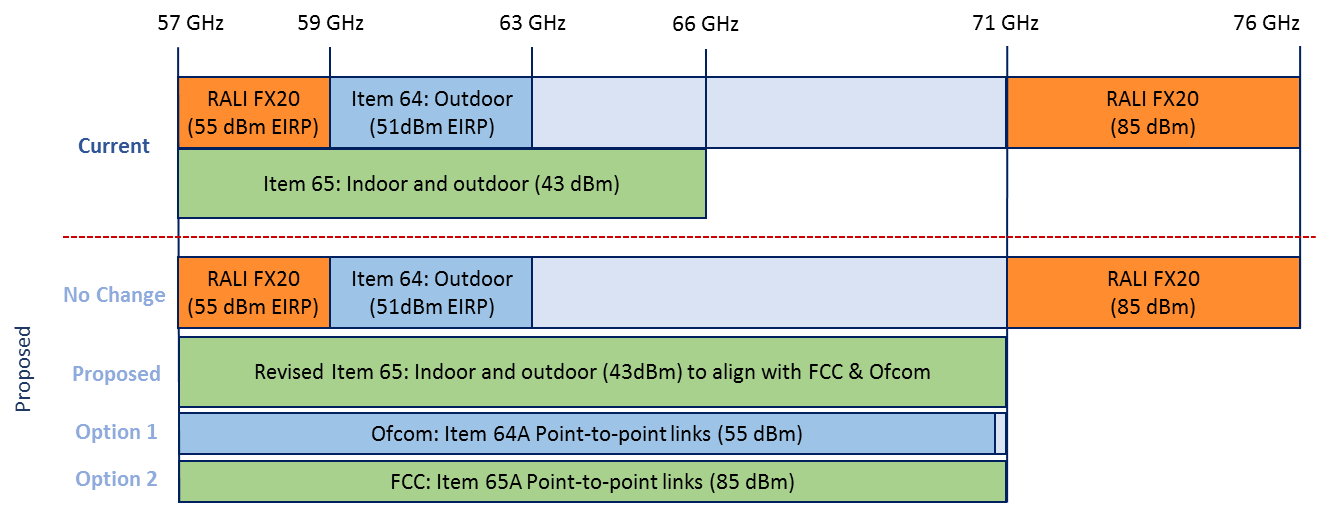 57 GHz 59 GHz 63 GHz 66 GHz 71 GHz 76 GHz
Current
RALI FX20
(55 dBm EIRP)
Item 64: Outdoor
(51dBm EIRP)
RALI FX20
(85 dBm)
Item 65: Indoor and outdoor (43 dBm)
Proposed
No Change
RALI FX20
(55 dBm EIRP)
Item 64: Outdoor
(51dBm EIRP)
RALI FX20
(85 dBm)
Proposed
Revised Item 65: Indoor and outdoor (43dBm) to align with FCC & Ofcom
Option 1
Ofcom: Item 64A Point-to-point links (55 dBm)
Option 2
FCC: Item 65A Point-to-point links (85 dBm)